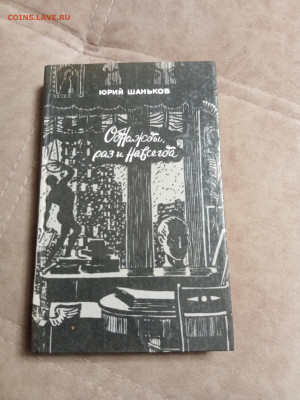 COINS.LAVE.RU
ЮРИЙ ШАНЬКОВ
Однажды,
раз и навсегда